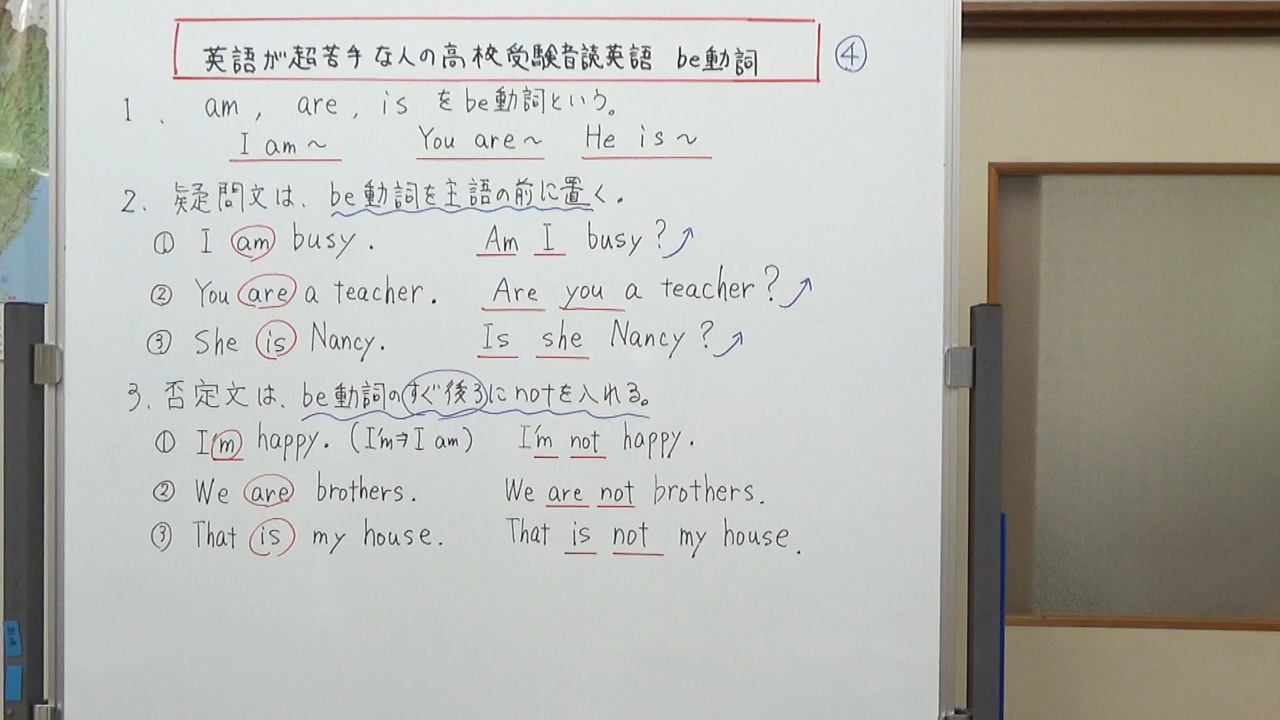 英語が超苦手な人の高校受験音読英語 be動詞 ④
1. am, are, is をbe動詞という。
I am～ You are～ He is～
2. 疑問文は、be動詞を主語の前に置く。
① I am busy. Am I busy?
② You are a teacher. Are you a teacher?
③ She is Nancy. Is she Nancy?
3. 否定文は、be動詞のすぐ後ろにnotを入れる。
① I'm happy. (I'm⇒I am) I'm not happy.
② We are brothers. We are not brothers.
③ That is my house. That is not my house.